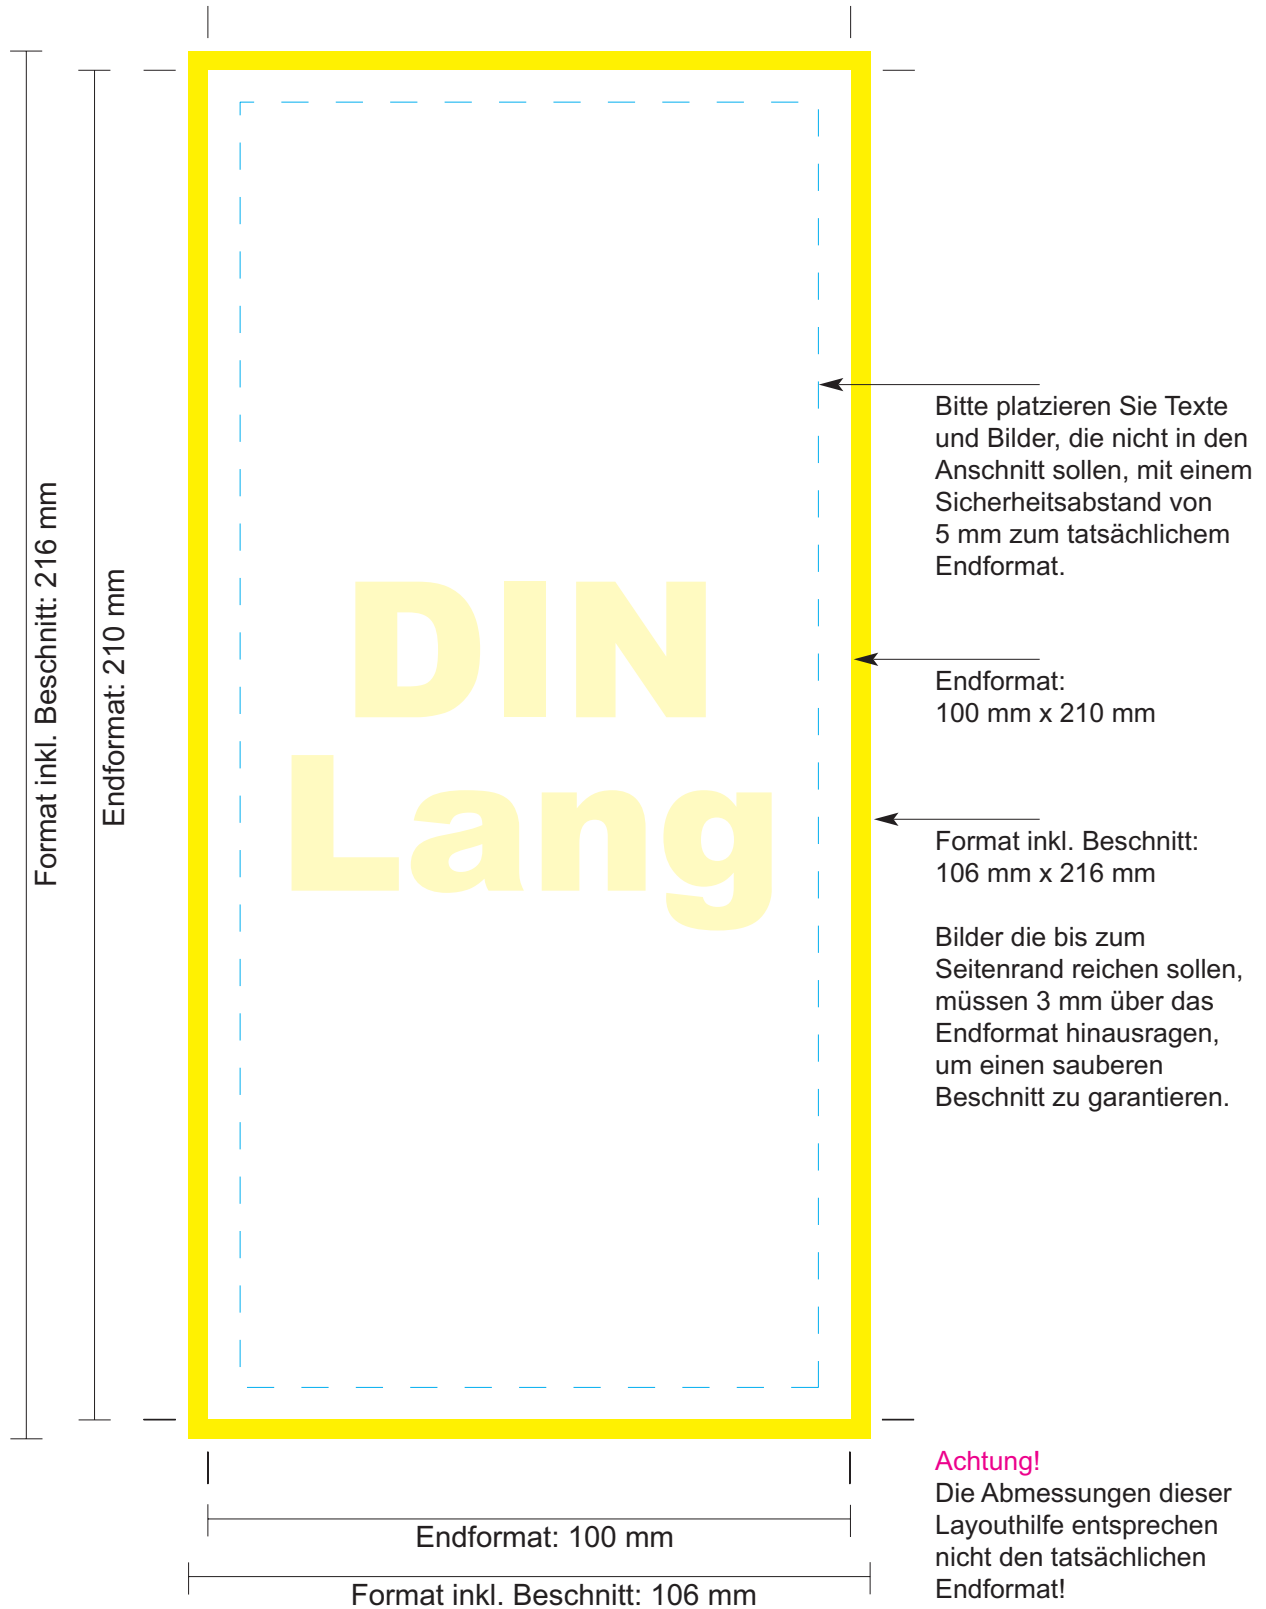 Format inkl. Beschnitt: 216 mm
Endformat: 210 mm
DIN
Lang
Bitte platzieren Sie Texte
und Bilder, die nicht in den
Anschnitt sollen, mit einem
Sicherheitsabstand von
5 mm zum tatsächlichem
Endformat.
Endformat:
100 mm x 210 mm
Format inkl. Beschnitt:
106 mm x 216 mm
Bilder die bis zum
Seitenrand reichen sollen,
müssen 3 mm über das
Endformat hinausragen,
um einen sauberen
Beschnitt zu garantieren.
Achtung!
Die Abmessungen dieser
Layouthilfe entsprechen
nicht den tatsächlichen
Endformat!
Endformat: 100 mm
Format inkl. Beschnitt: 106 mm